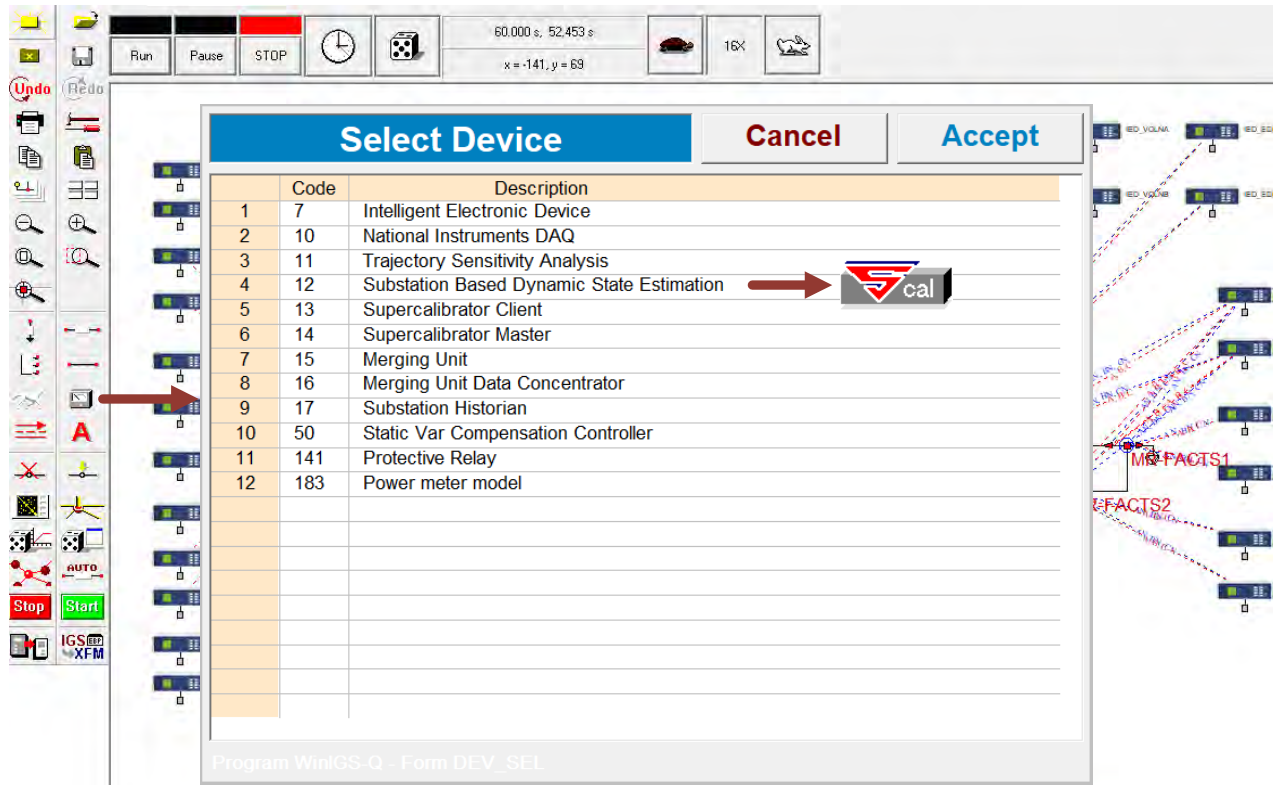 Run Pause STOP
60.000 s, 52.453 s
x = -141, y = 69
16X
Undo Redo
Select Device Cancel Accept
Code Description
1 7 Intelligent Electronic Device
2 10 National Instruments DAQ
3 11 Trajectory Sensitivity Analysis
4 12 Substation Based Dynamic State Estimation
S cal
5 13 Supercalibrator Client
6 14 Supercalibrator Master
7 15 Merging Unit
8 16 Merging Unit Data Concentrator
9 17 Substation Historian
10 50 Static Var Compensation Controller
11 141 Protective Relay
12 183 Power meter model
A
AUTO
Stop Start
IGS
XFM
IED_VOLNA
IED_VOLNB
MR-FACTS1
Program WinIGS-Q - Form DEV_SEL